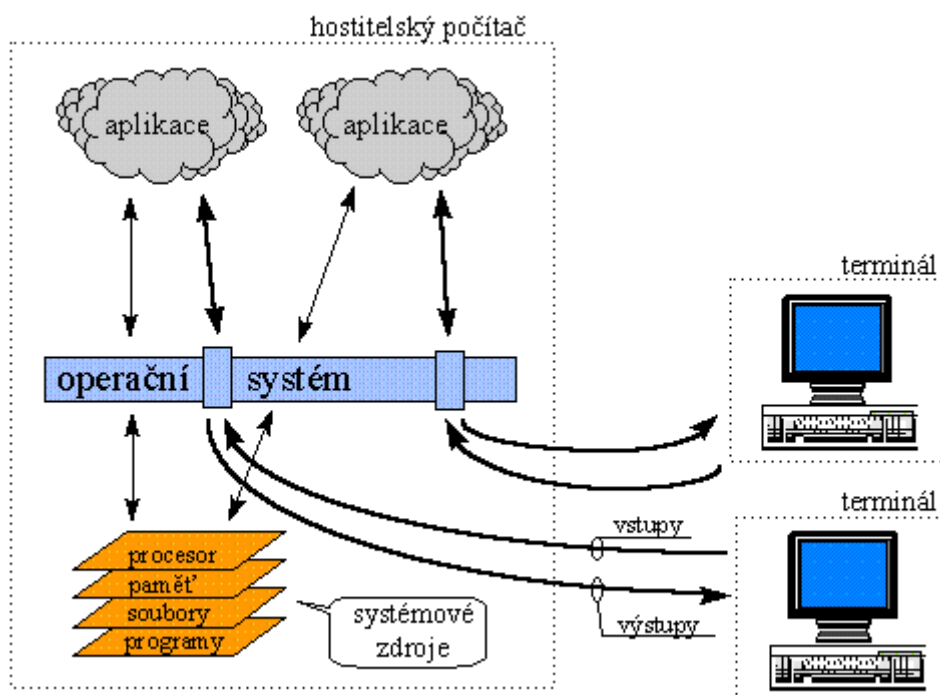 hostitelský počítač
aplikace
aplikace
terminál
operační systém
terminál
vstupy
procesor
paměť
soubory
programy
systémové
zdroje
výstupy